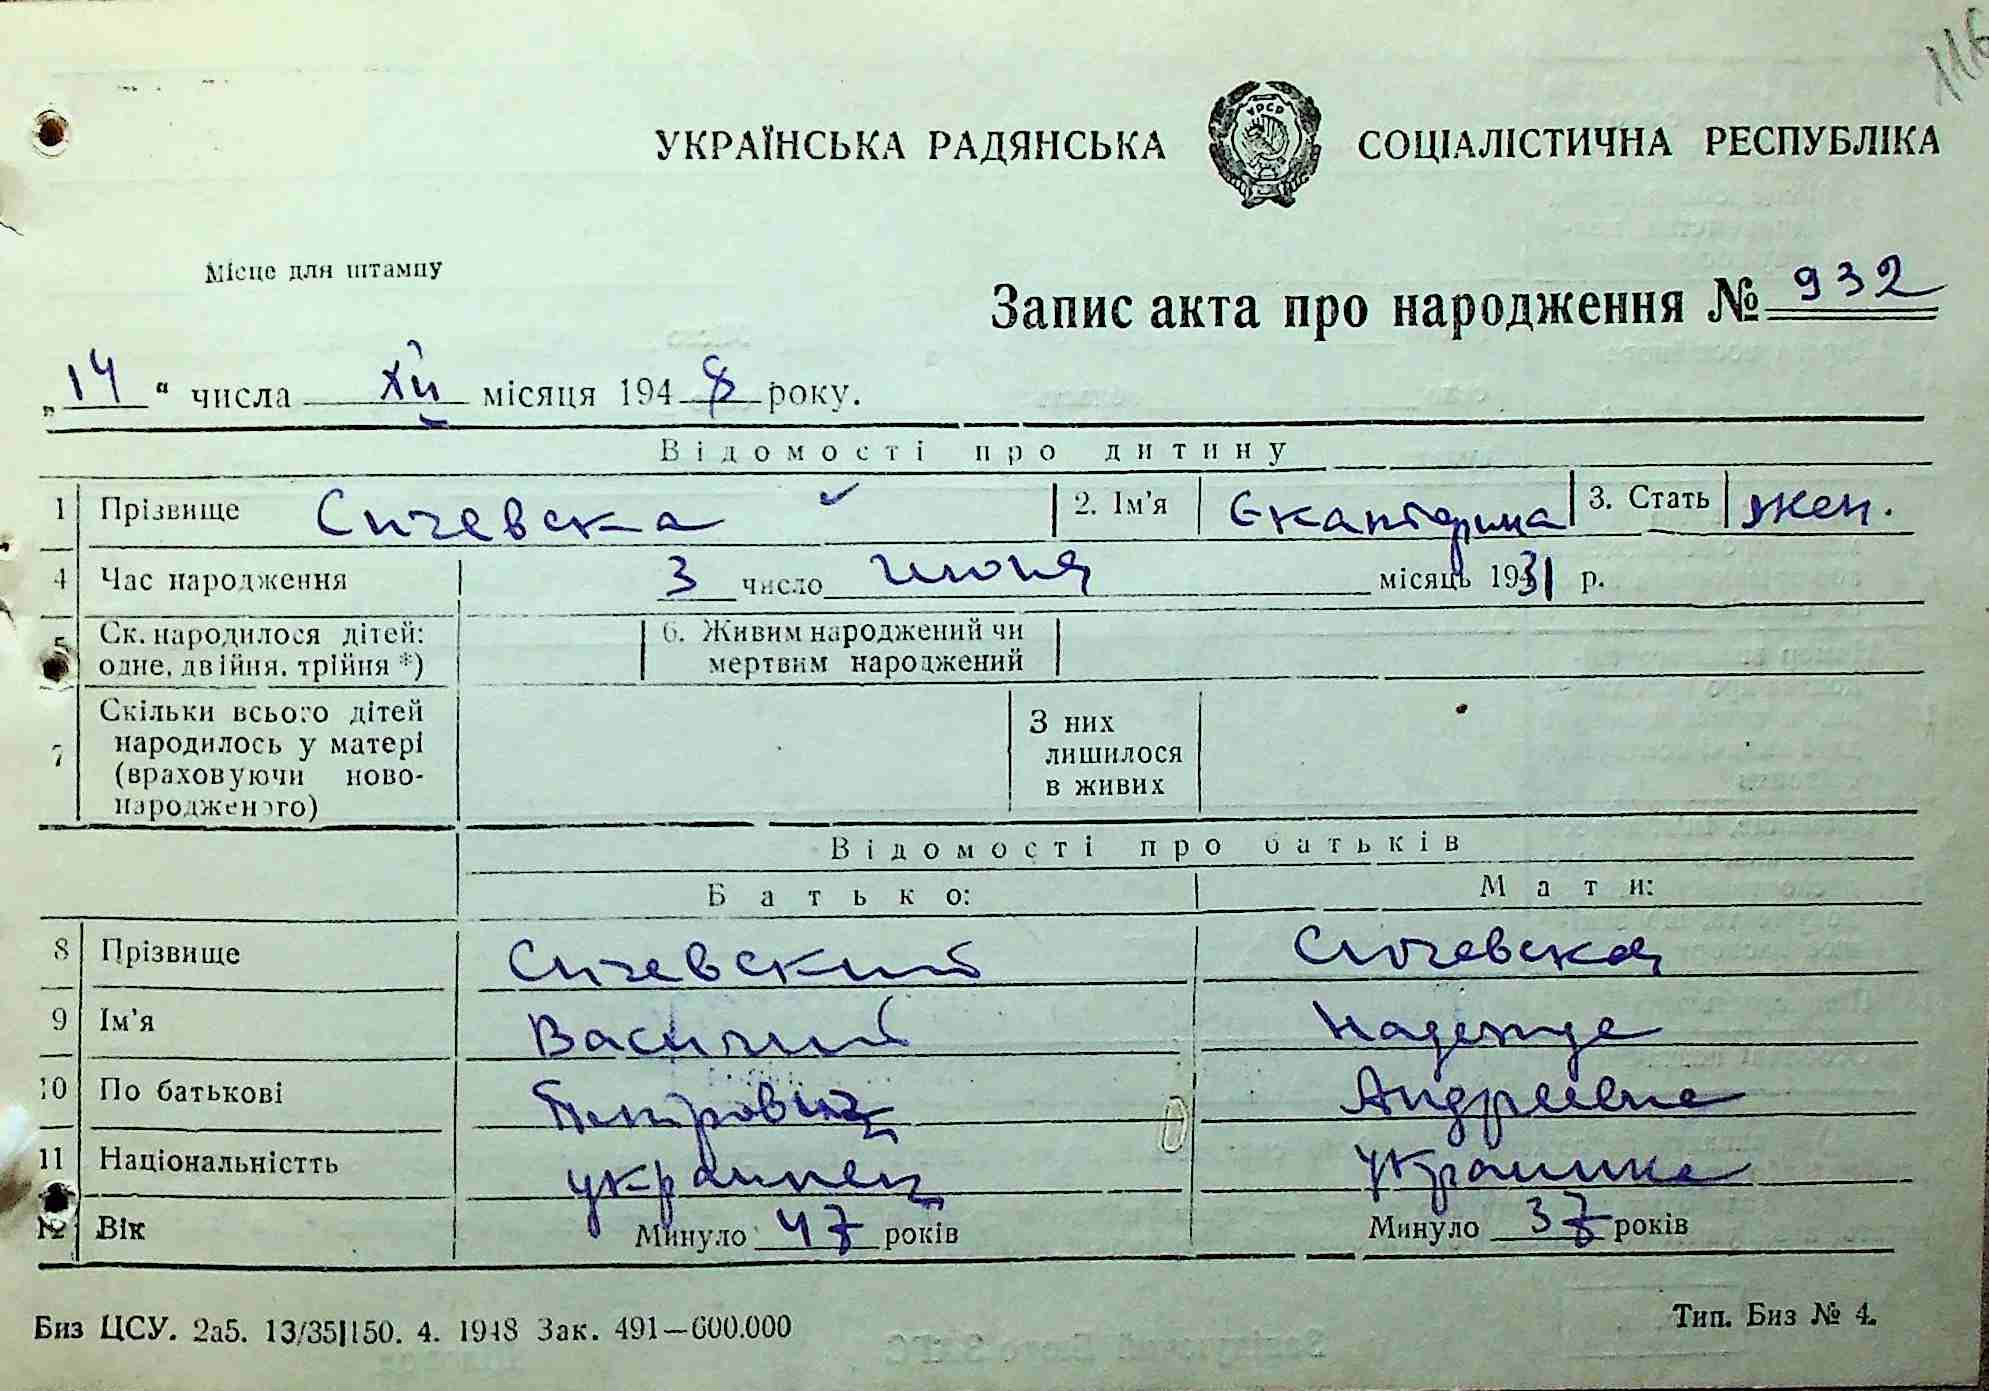 116
УКРАЇНСЬКА РАДЯНСЬКА СОЦІАЛІСТИЧНА РЕСПУБЛІКА
УРСР
Місце для штампу
Запис акта про народження № 932
„14“ числа XII місяця 1948 року.
Відомості про дитину
1 Прізвище Сичевска 2. Ім'я Екатерина 3. Стать жен.
4 Час народження 3 число июня місяць 1931 р.
5 Ск. народилося дітей: одне, двійня, трійня *) 6. Живим народжений чи мертвим народжений
7 Скільки всього дітей народилось у матері (враховуючи ново-народженого) З них лишилося в живих
Відомості про батьків
Батько: Мати:
8 Прізвище Сичевский Сичевская
9 Ім'я Василий Надежда
10 По батькові Петрович Андреевна
11 Національністть украинец украинка
12 Вік Минуло 47 років Минуло 37 років
Биз ЦСУ. 2а5. 13/35|150. 4. 1948 Зак. 491—600.000 Тип. Биз № 4.